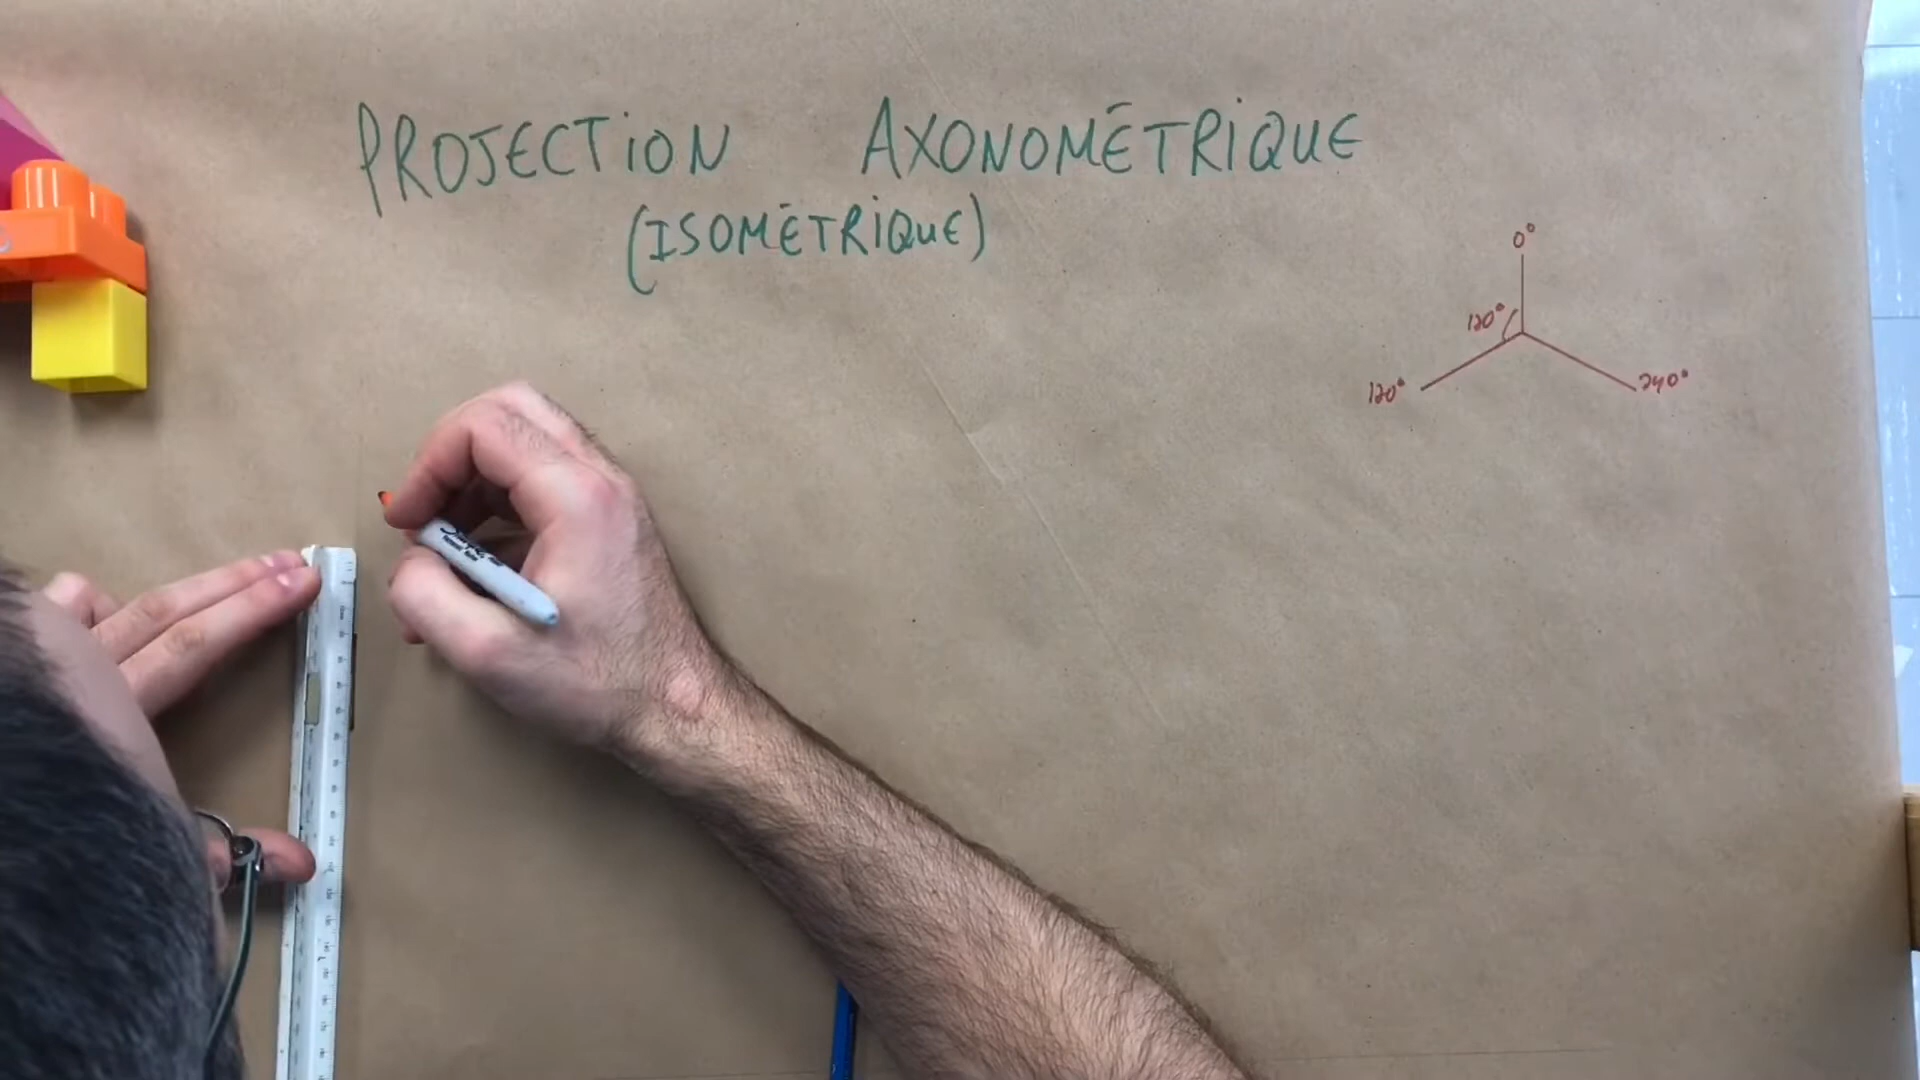 PROJECTION AXONOMÉTRIQUE
(ISOMÉTRIQUE)
0°
120°
120°
240°